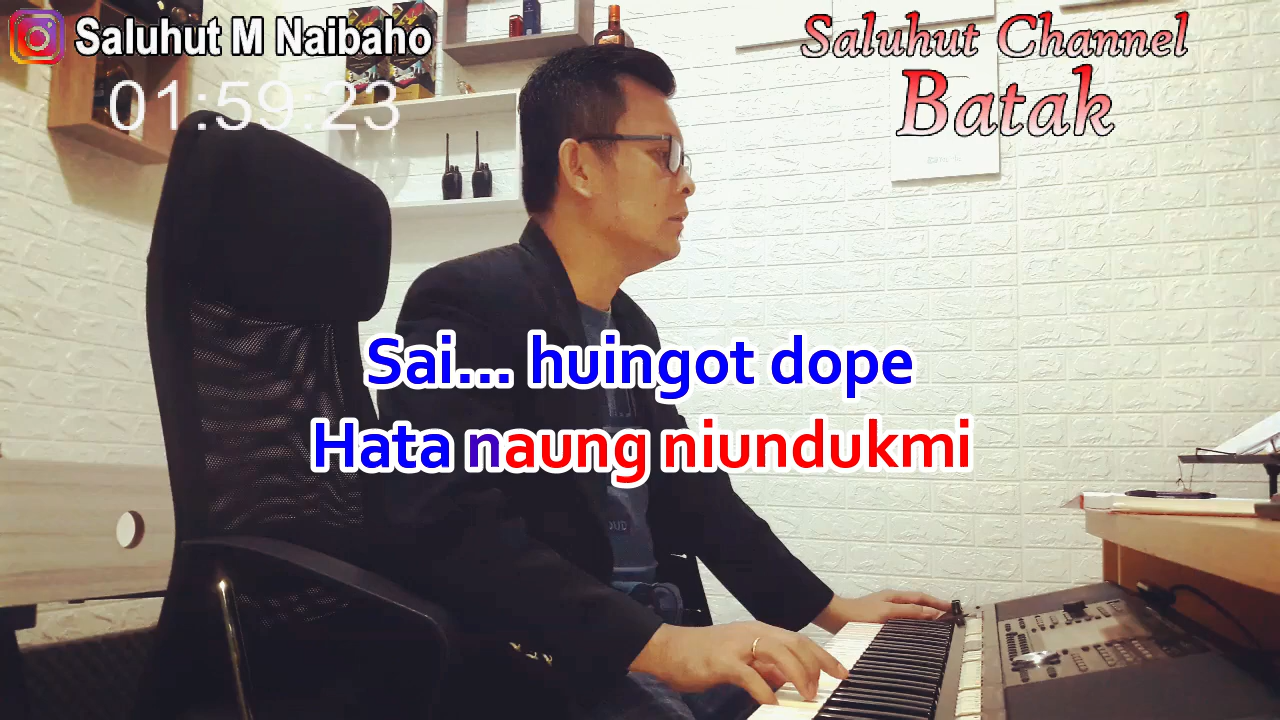 Saluhut M Naibaho
01:59:23
Saluhut Channel
Batak
Sai... huingot dope
Hata naung niundukmi